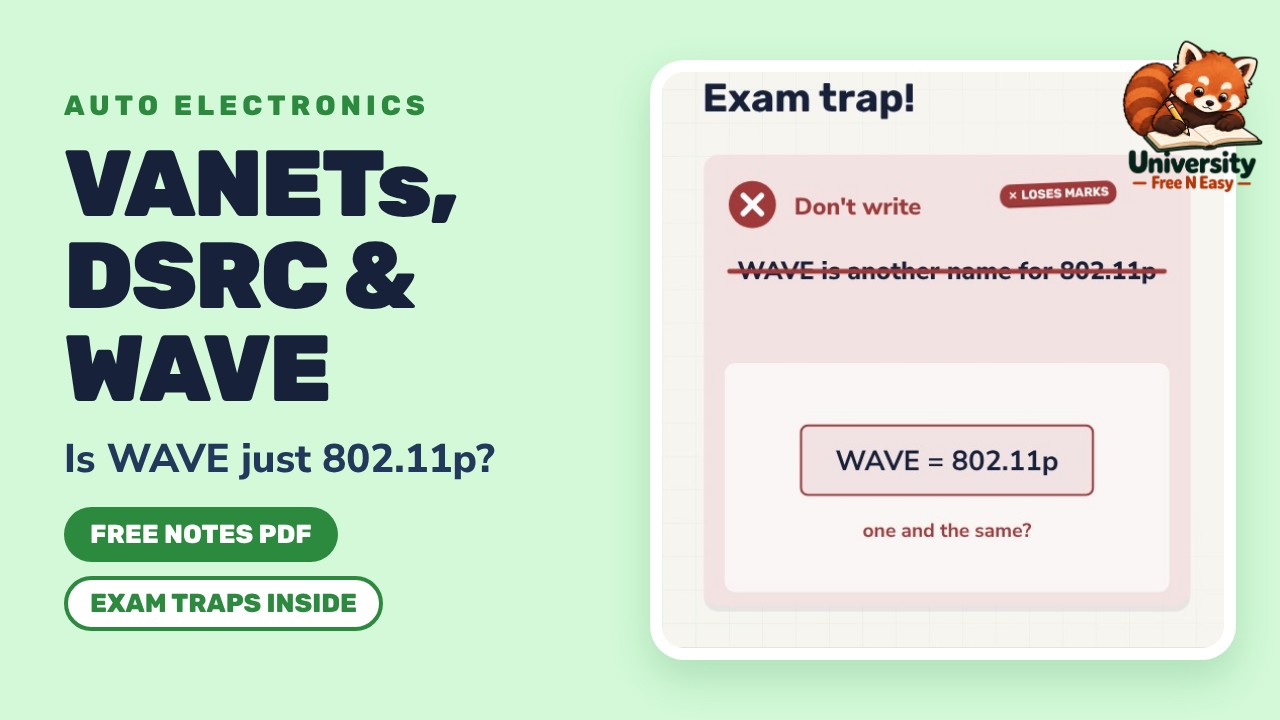 AUTO ELECTRONICS
VANETs,
DSRC &
WAVE
Is WAVE just 802.11p?
FREE NOTES PDF
EXAM TRAPS INSIDE
Exam trap!
Don't write
× LOSES MARKS
WAVE is another name for 802.11p
WAVE = 802.11p
one and the same?
University
— Free N Easy —